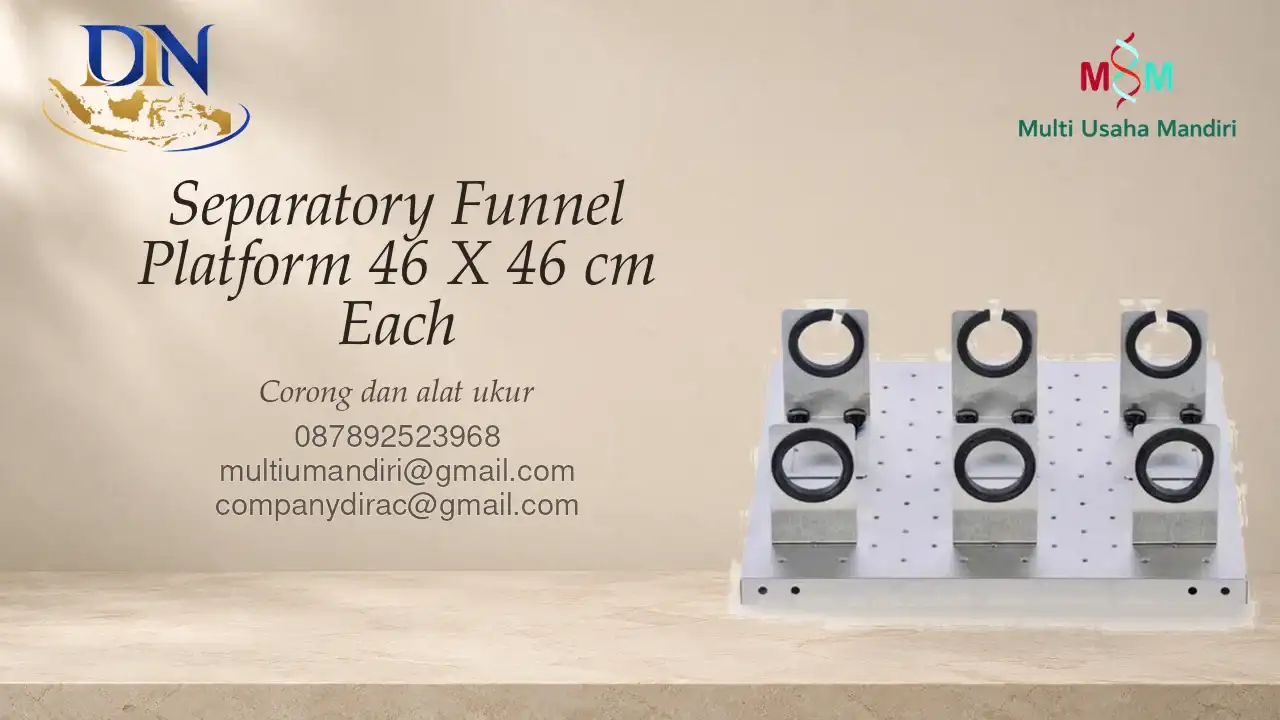 DN
M M
Multi Usaha Mandiri
Separatory Funnel
Platform 46 X 46 cm
Each
Corong dan alat ukur
087892523968
multiumandiri@gmail.com
companydirac@gmail.com